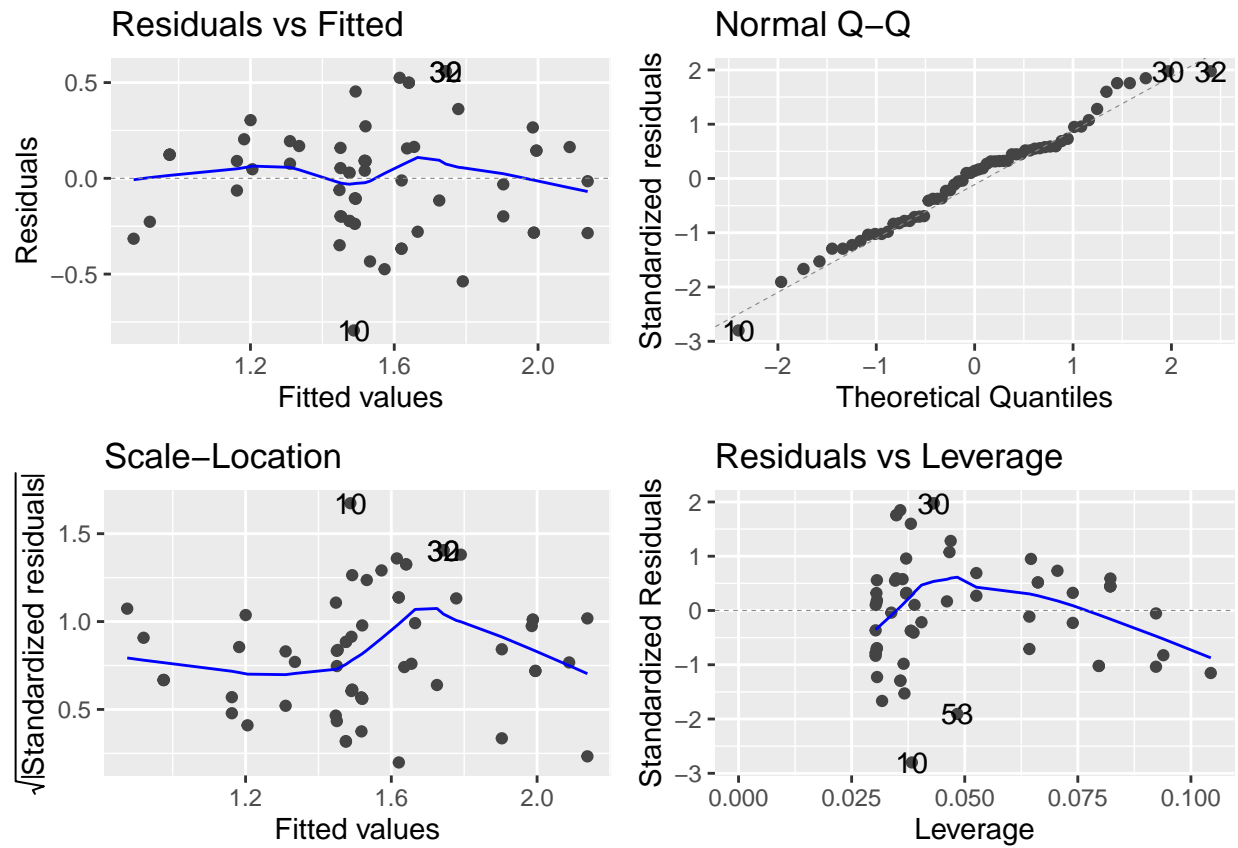 Residuals vs Fitted
Residuals
0.5
0.0
−0.5
32
30
10
1.2 1.6 2.0
Fitted values
Normal Q−Q
Standardized residuals
2
1
0
−1
−2
−3
30 32
10
−2 −1 0 1 2
Theoretical Quantiles
Scale−Location
√|Standardized residuals|
1.5
1.0
0.5
10
32
30
1.2 1.6 2.0
Fitted values
Residuals vs Leverage
Standardized Residuals
2
1
0
−1
−2
−3
30
53
10
0.000 0.025 0.050 0.075 0.100
Leverage